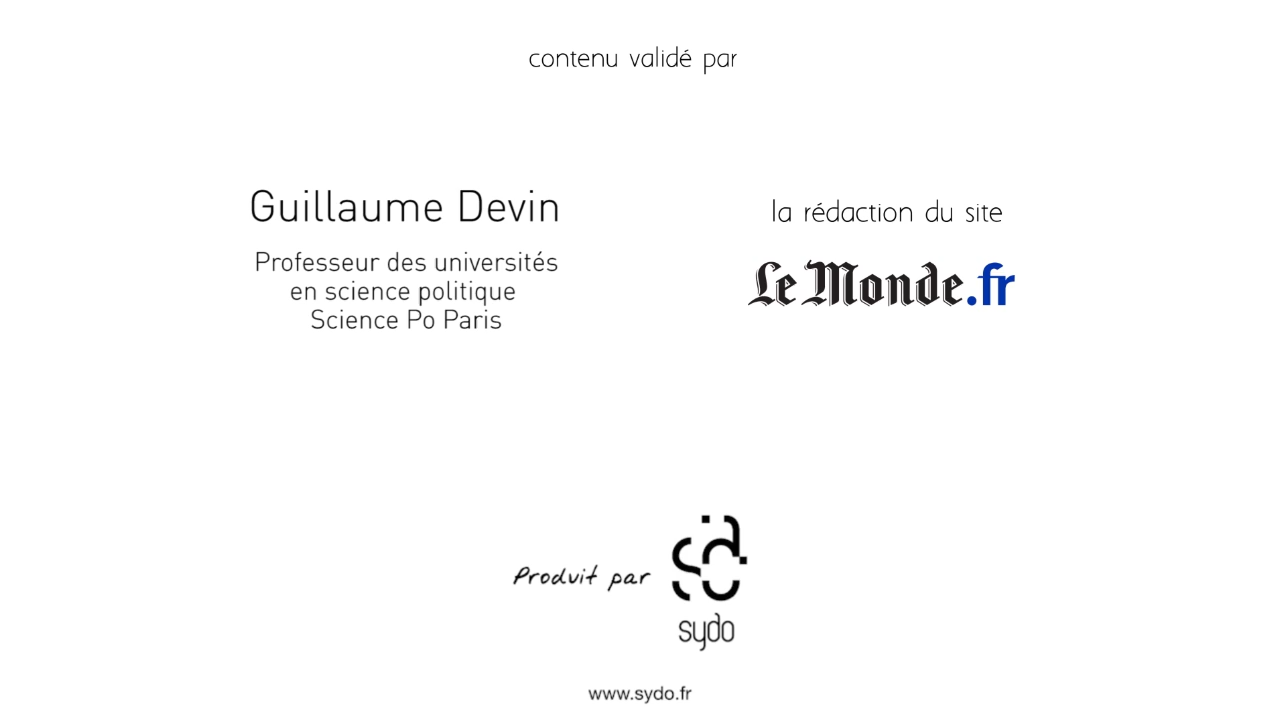 contenu validé par
Guillaume Devin
Professeur des universités
en science politique
Science Po Paris
la rédaction du site
Le Monde.fr
Produit par
sydo
www.sydo.fr